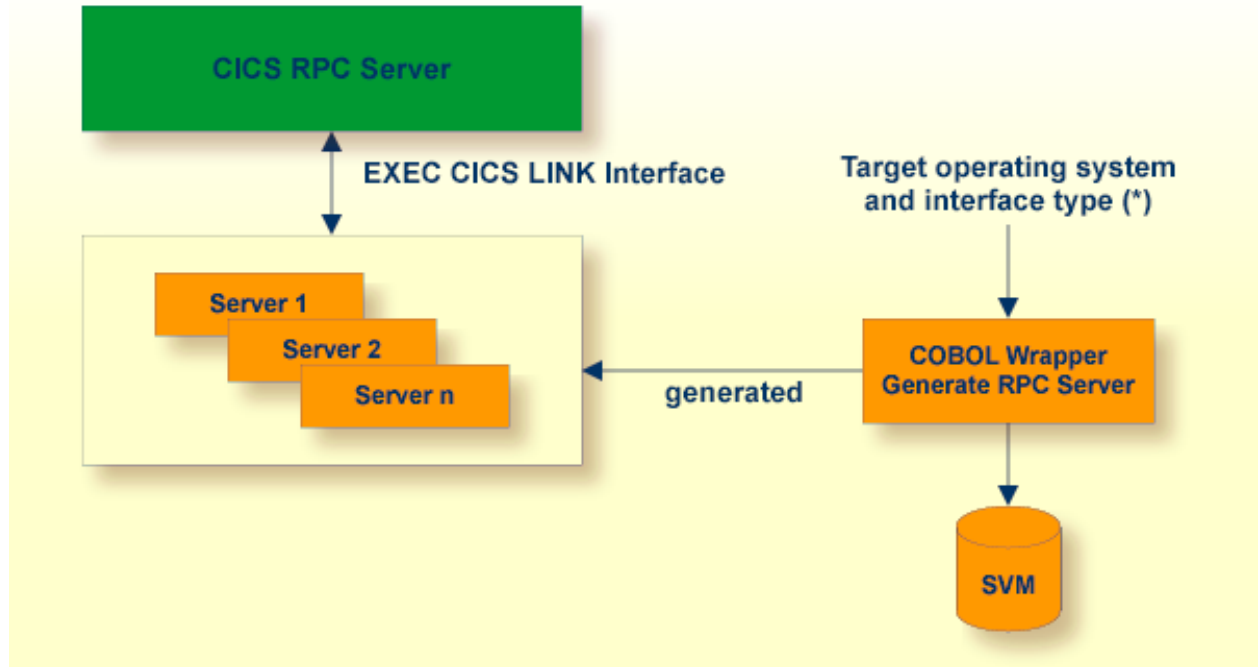 CICS RPC Server
EXEC CICS LINK Interface
Target operating system
and interface type (*)
Server 1
Server 2
Server n
generated
COBOL Wrapper
Generate RPC Server
SVM